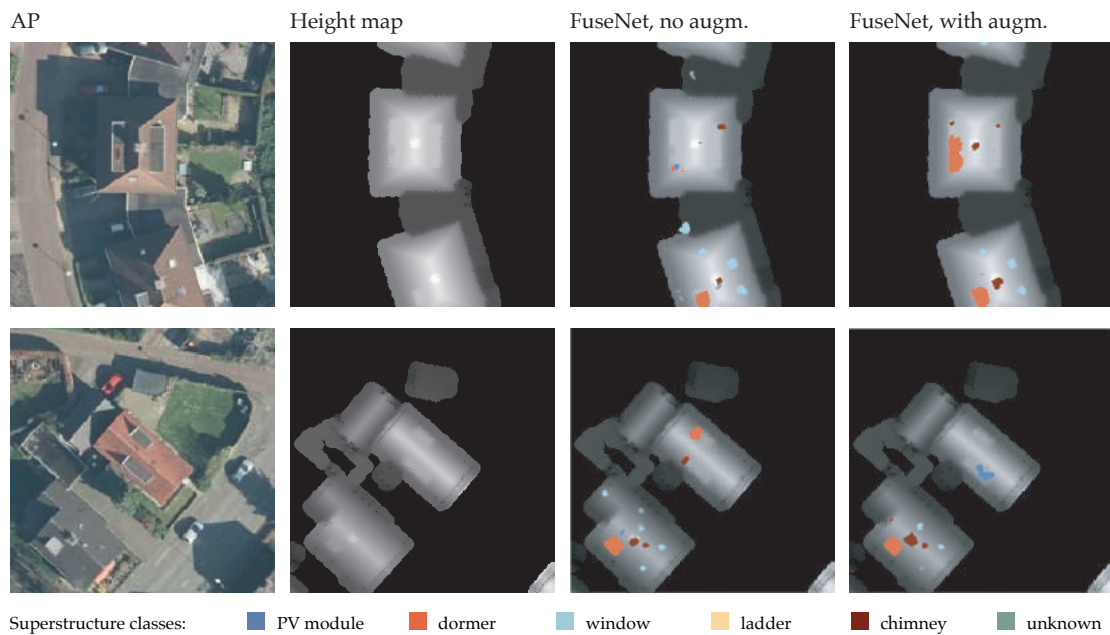 AP Height map FuseNet, no augm. FuseNet, with augm.
Superstructure classes: PV module dormer window ladder chimney unknown